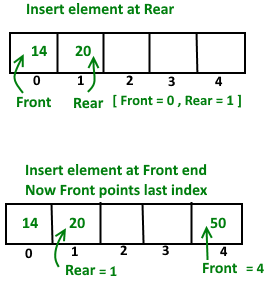 Insert element at Rear
14 20
0 1 2 3 4
Front Rear [ Front = 0 , Rear = 1 ]
Insert element at Front end
Now Front points last index
14 20 50
0 1 2 3 4
Rear = 1 Front = 4